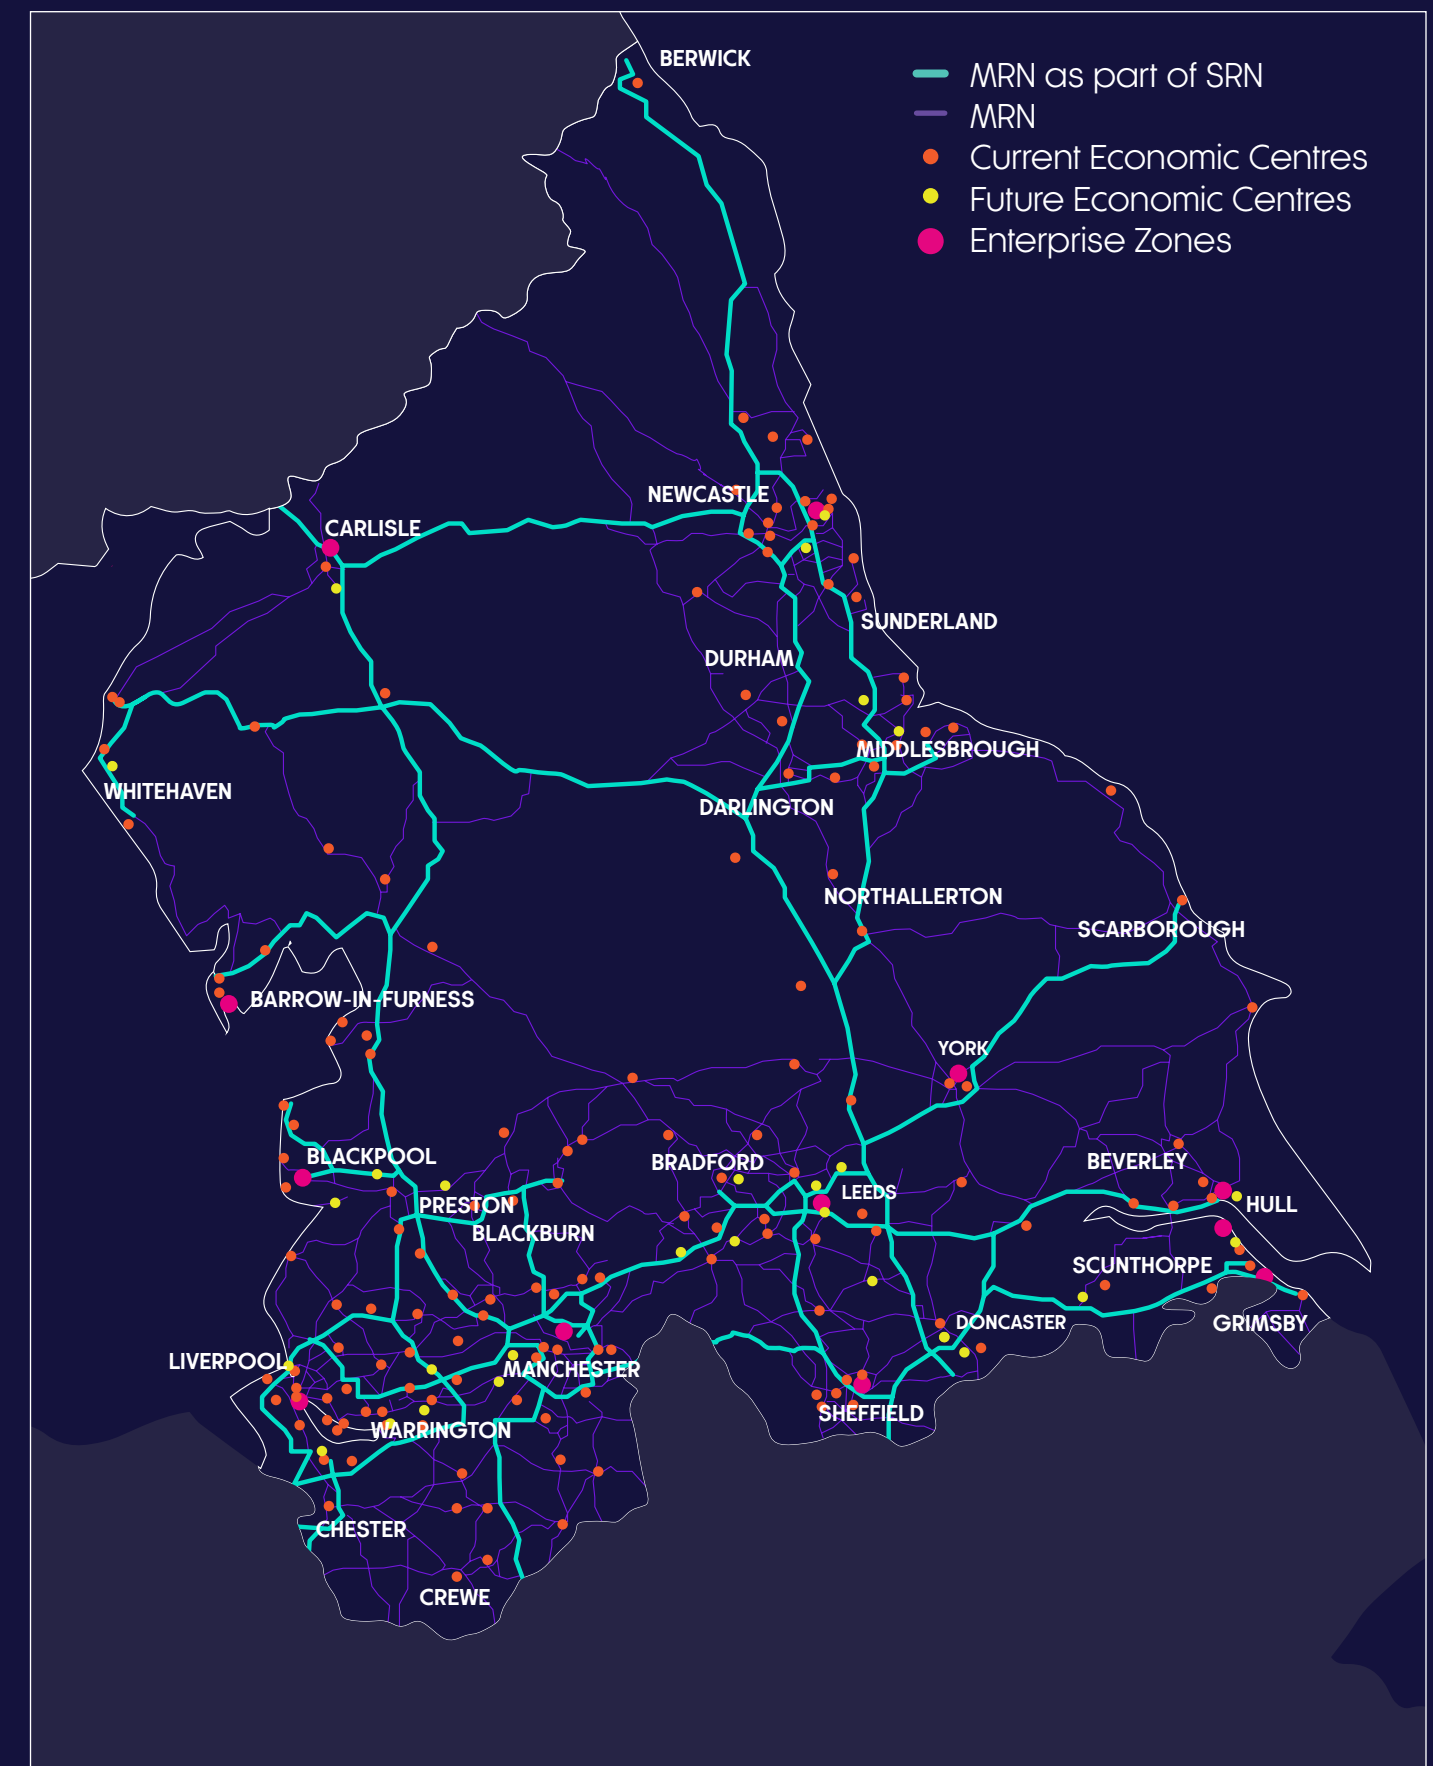 BERWICK
MRN as part of SRN
MRN
Current Economic Centres
Future Economic Centres
Enterprise Zones
NEWCASTLE
CARLISLE
SUNDERLAND
DURHAM
MIDDLESBROUGH
WHITEHAVEN
DARLINGTON
NORTHALLERTON
SCARBOROUGH
BARROW-IN-FURNESS
YORK
BLACKPOOL
BRADFORD
BEVERLEY
LEEDS
PRESTON
HULL
BLACKBURN
SCUNTHORPE
DONCASTER
GRIMSBY
LIVERPOOL
MANCHESTER
SHEFFIELD
WARRINGTON
CHESTER
CREWE